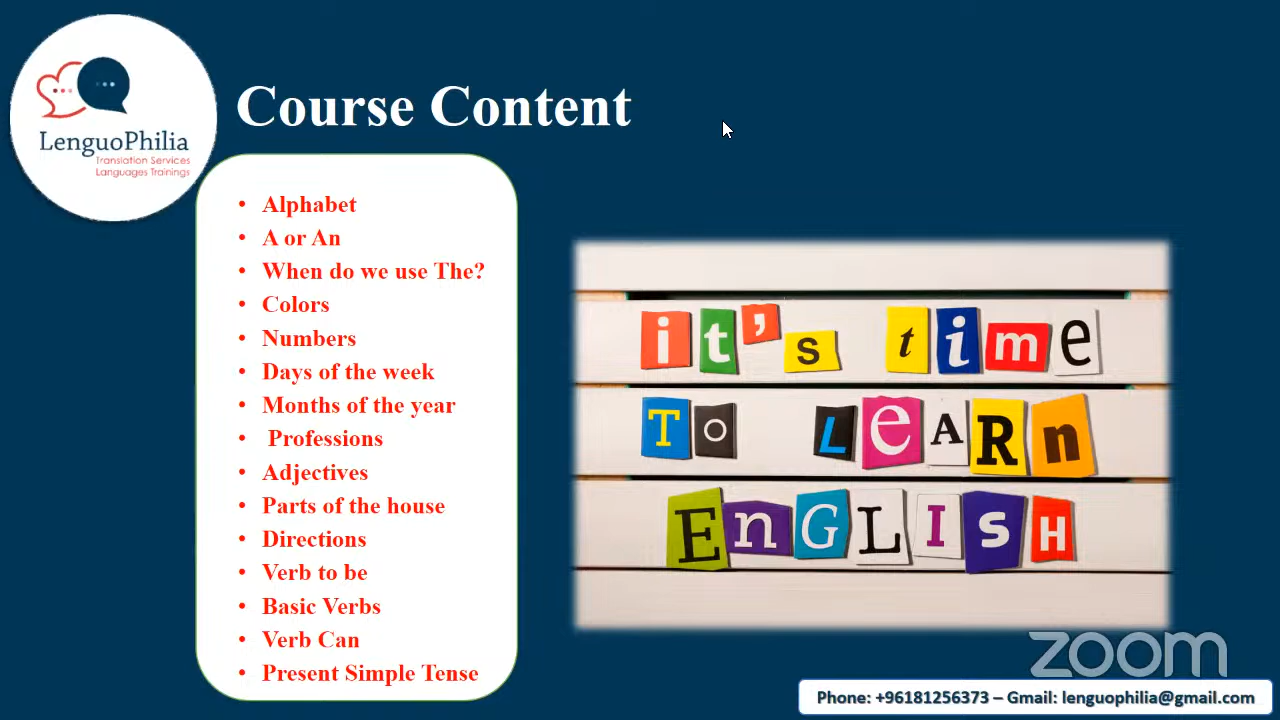 LenguoPhilia
Translation Services
Languages Trainings
Course Content
• Alphabet
• A or An
• When do we use The?
• Colors
• Numbers
• Days of the week
• Months of the year
• Professions
• Adjectives
• Parts of the house
• Directions
• Verb to be
• Basic Verbs
• Verb Can
• Present Simple Tense
it's time
To LeARn
EnGLISH
zoom
Phone: +96181256373 – Gmail: lenguophilia@gmail.com